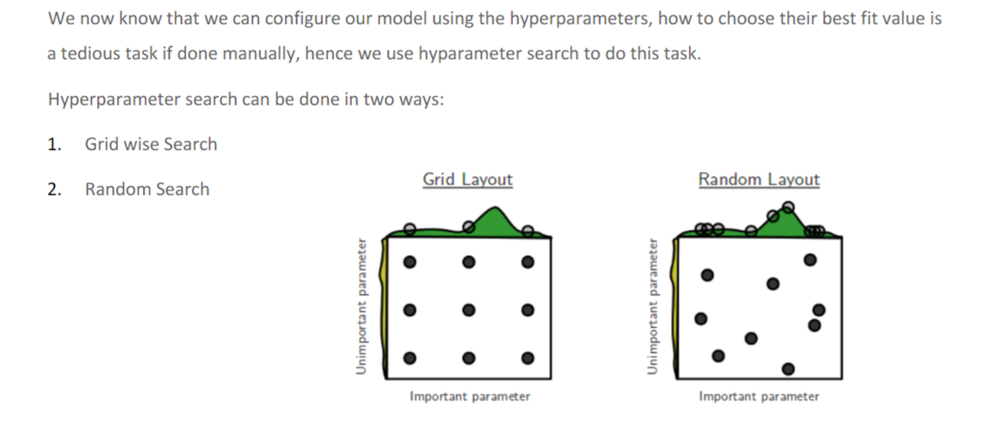 We now know that we can configure our model using the hyperparameters, how to choose their best fit value is
a tedious task if done manually, hence we use hyparameter search to do this task.
Hyperparameter search can be done in two ways:
1. Grid wise Search
2. Random Search
Grid Layout
Unimportant parameter
Important parameter
Random Layout
Unimportant parameter
Important parameter